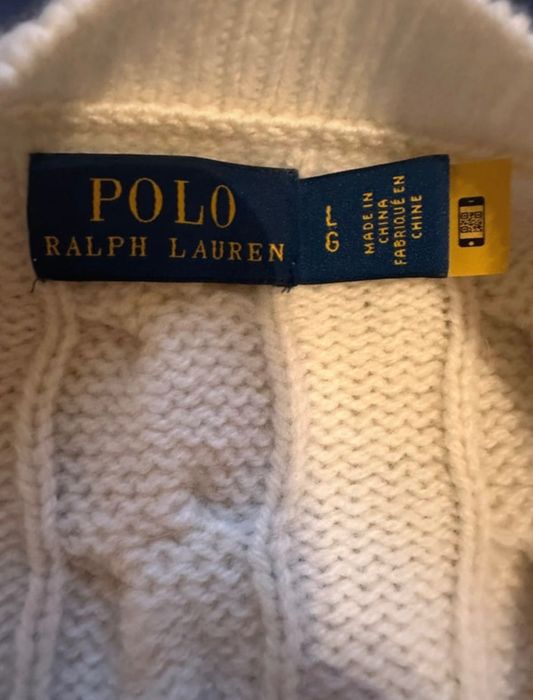 POLO
RALPH LAUREN
L
G
MADE IN
CHINA
FABRIQUÉ EN
CHINE